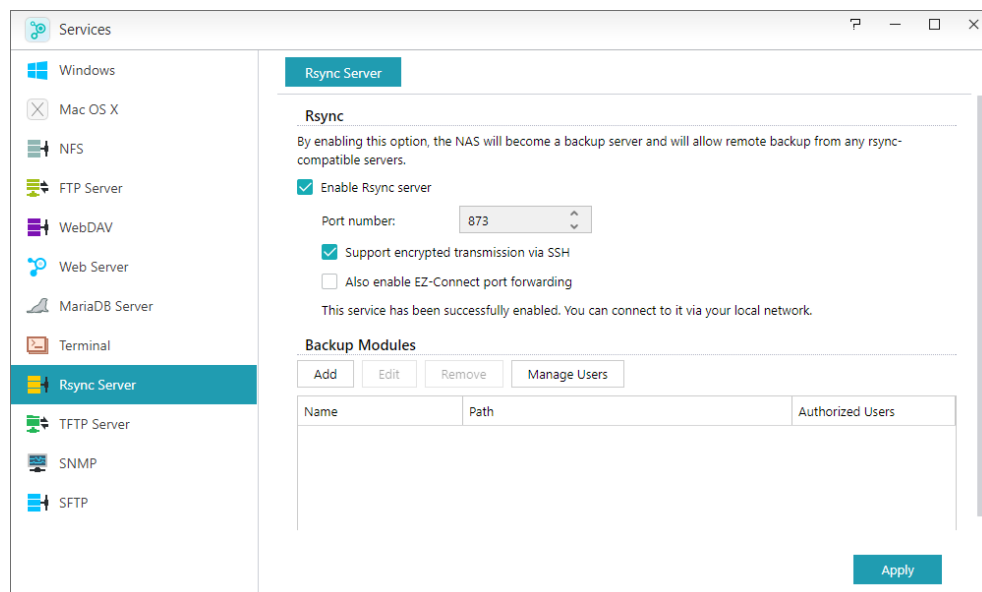 Services
Windows
Mac OS X
NFS
FTP Server
WebDAV
Web Server
MariaDB Server
Terminal
Rsync Server
TFTP Server
SNMP
SFTP
Rsync Server
Rsync
By enabling this option, the NAS will become a backup server and will allow remote backup from any rsync-
compatible servers.
Enable Rsync server
Port number: 873
Support encrypted transmission via SSH
Also enable EZ-Connect port forwarding
This service has been successfully enabled. You can connect to it via your local network.
Backup Modules
Add Edit Remove Manage Users
Name Path Authorized Users
Apply